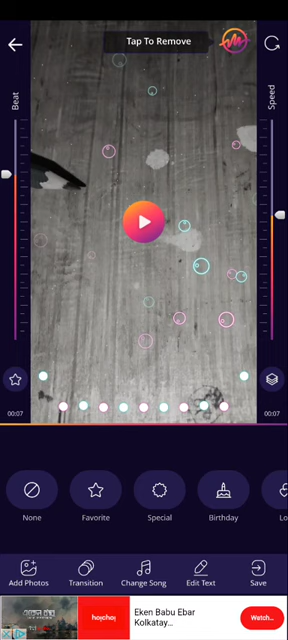 Tap To Remove
Beat
Speed
00:07
00:07
None
Favorite
Special
Birthday
Lo
Add Photos
Transition
Change Song
Edit Text
Save
hoichoi
Eken Babu Ebar
Kolkatay...
Watch...